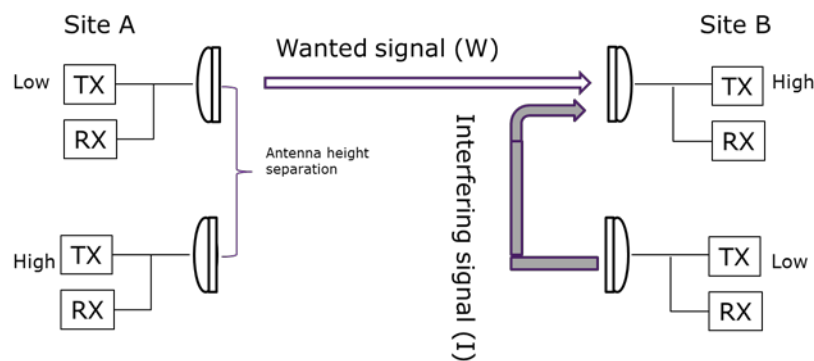 Site A
Site B
Wanted signal (W)
Low
TX
RX
TX
High
RX
Antenna height
separation
Interfering signal (I)
High
TX
RX
TX
Low
RX